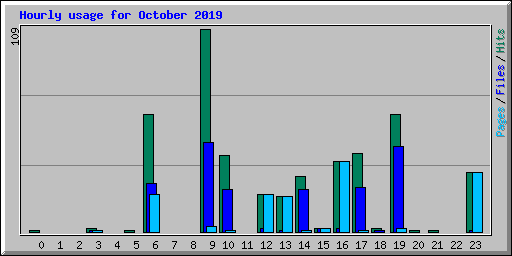 Hourly usage for October 2019
109
Pages/Files/Hits
0 1 2 3 4 5 6 7 8 9 10 11 12 13 14 15 16 17 18 19 20 21 22 23